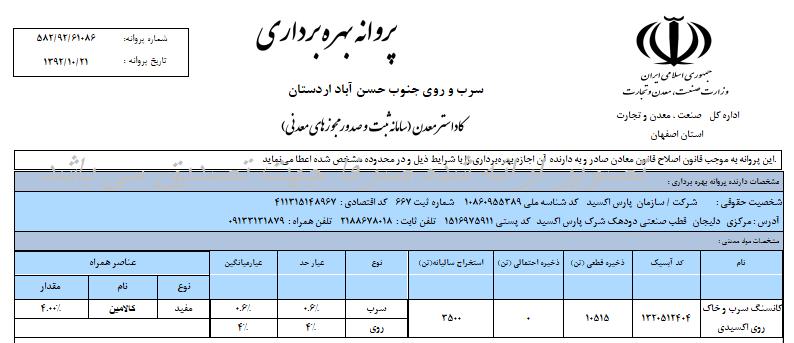 جمهوری اسلامی ایران
وزارت صنعت، معدن و تجارت
اداره کل صنعت ، معدن و تجارت
استان اصفهان
پروانه بهره برداری
سرب و روی جنوب حسن آباد اردستان
کاداستر معدن (سامانه ثبت و صدور مجوزهای معدنی)
شماره پروانه: ۵۸۲/۹۲/۶۱۰۸۶
تاریخ پروانه : ۱۳۹۲/۱۰/۲۱
این پروانه به موجب قانون اصلاح قانون معادن صادر و به دارنده آن اجازه بهره‌برداری را با شرایط ذیل و در محدوده مشخص شده اعطا می نماید.
مشخصات دارنده پروانه بهره برداری :
شخصیت حقوقی : شرکت / سازمان پارس اکسید کد شناسه ملی ۱۰۸۶۰۹۵۵۳۸۹ شماره ثبت ۶۶۷ کد اقتصادی : ۴۱۱۳۱۵۱۴۸۹۶۷
آدرس : مرکزی دلیجان قطب صنعتی دودهک شرک پارس اکسید کد پستی ۱۵۱۶۹۷۵۹۱۱ تلفن ثابت : ۲۱۸۸۶۷۸۰۱۸ تلفن همراه : ۰۹۱۳۳۱۳۱۸۷۹
مشخصات مواد معدنی :
نام کد آیسیک ذخیره قطعی (تن) ذخیره احتمالی (تن) استخراج سالیانه(تن) نوع عیار حد عیارمیانگین عناصر همراه
نوع نام مقدار
کانسنگ سرب و خاک روی اکسیدی ۱۳۲۰۵۱۲۴۰۴ ۱۰۵۱۵ ۰ ۳۵۰۰ سرب ۰.۶٪ ۰.۶٪ مفید کالامین ۴.۰۰٪
روی ۴٪ ۴٪